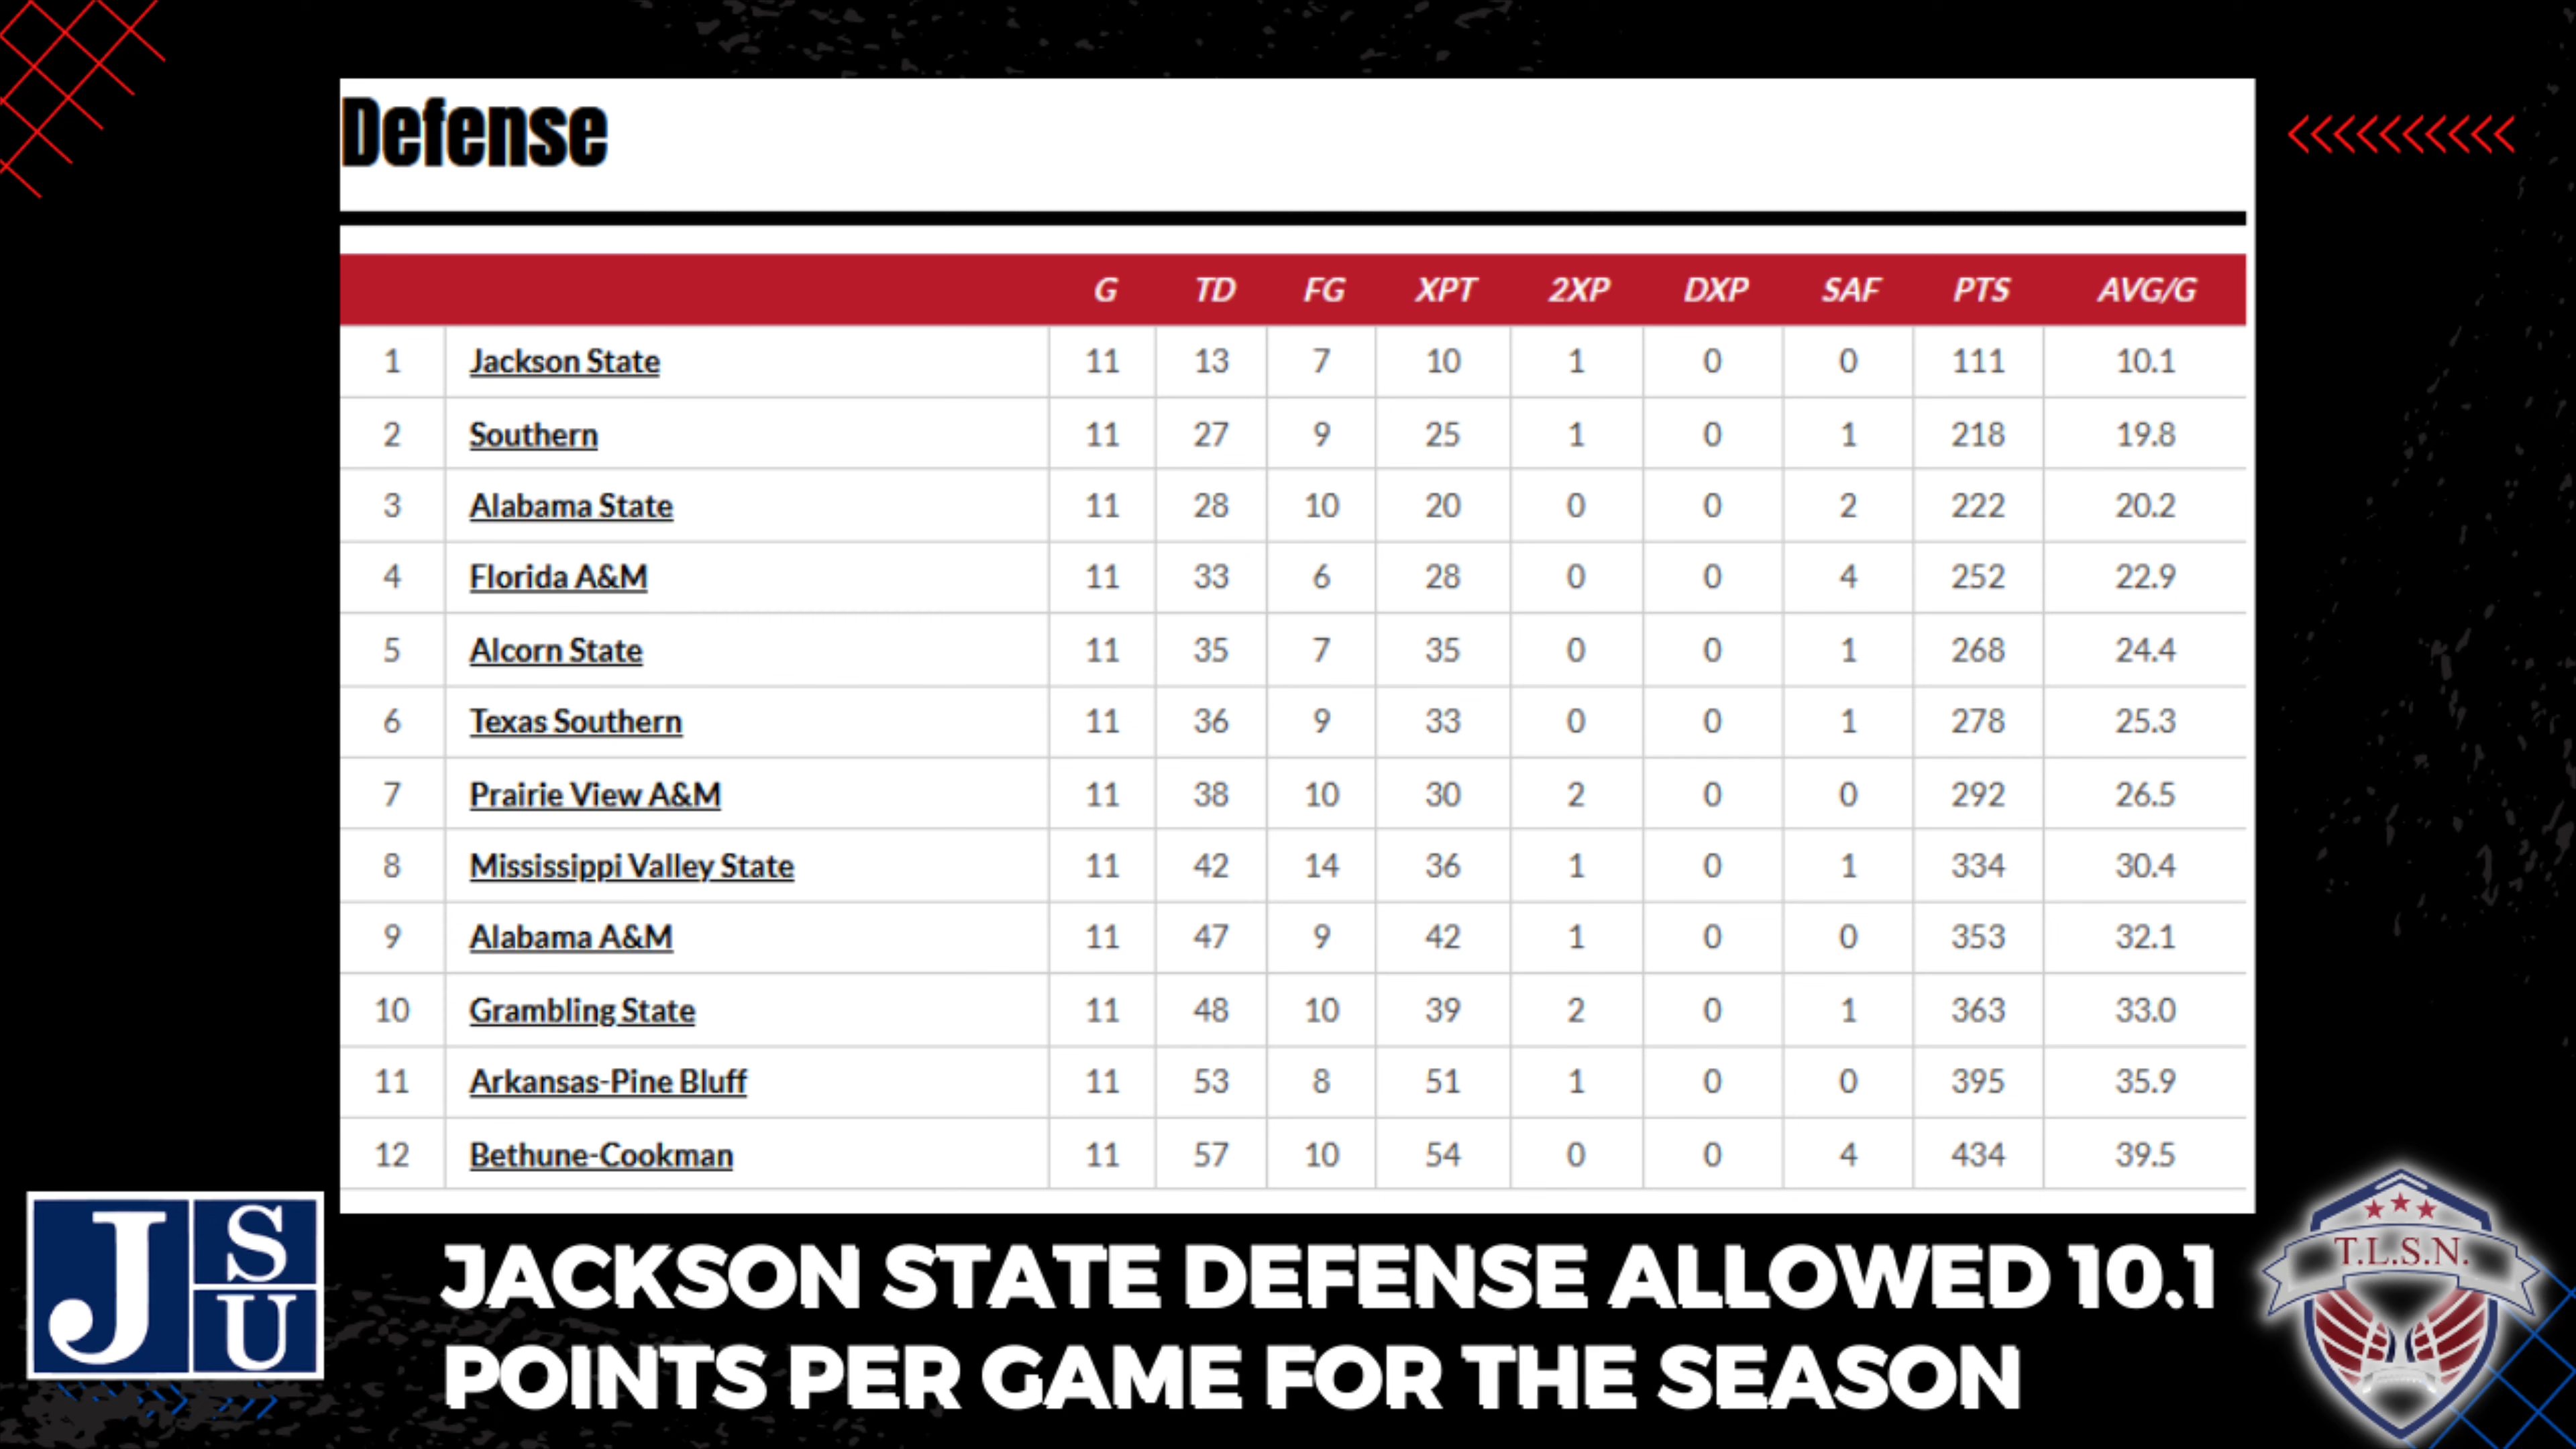 Defense
G TD FG XPT 2XP DXP SAF PTS AVG/G
1 Jackson State 11 13 7 10 1 0 0 111 10.1
2 Southern 11 27 9 25 1 0 1 218 19.8
3 Alabama State 11 28 10 20 0 0 2 222 20.2
4 Florida A&M 11 33 6 28 0 0 4 252 22.9
5 Alcorn State 11 35 7 35 0 0 1 268 24.4
6 Texas Southern 11 36 9 33 0 0 1 278 25.3
7 Prairie View A&M 11 38 10 30 2 0 0 292 26.5
8 Mississippi Valley State 11 42 14 36 1 0 1 334 30.4
9 Alabama A&M 11 47 9 42 1 0 0 353 32.1
10 Grambling State 11 48 10 39 2 0 1 363 33.0
11 Arkansas-Pine Bluff 11 53 8 51 1 0 0 395 35.9
12 Bethune-Cookman 11 57 10 54 0 0 4 434 39.5
JSU
JACKSON STATE DEFENSE ALLOWED 10.1
POINTS PER GAME FOR THE SEASON
T.L.S.N.